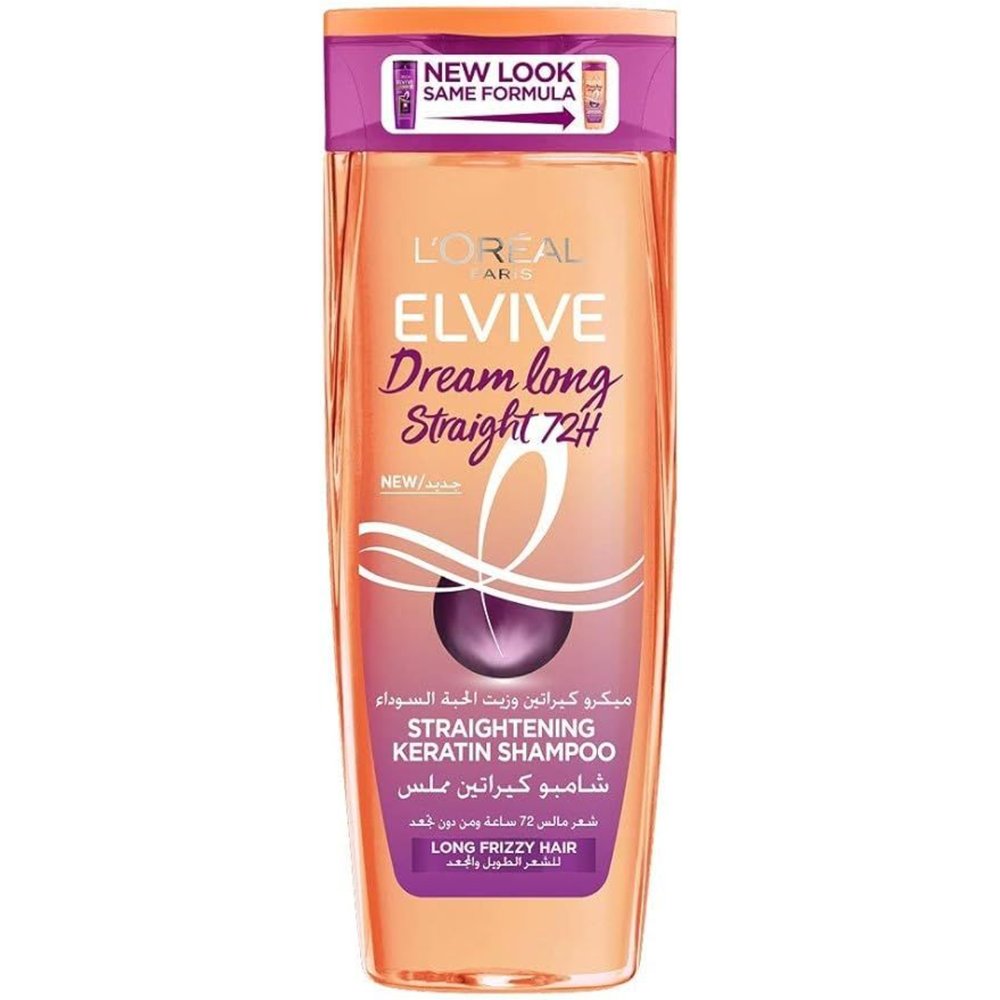 NEW LOOK
SAME FORMULA
L'ORÉAL
PARIS
ELVIVE
Dream long
Straight 72H
NEW/جديد
ميكرو كيراتين وزيت الحبة السوداء
STRAIGHTENING
KERATIN SHAMPOO
شامبو كيراتين مملس
شعر مالس 72 ساعة ومن دون تجعد
LONG FRIZZY HAIR
للشعر الطويل والمجعد